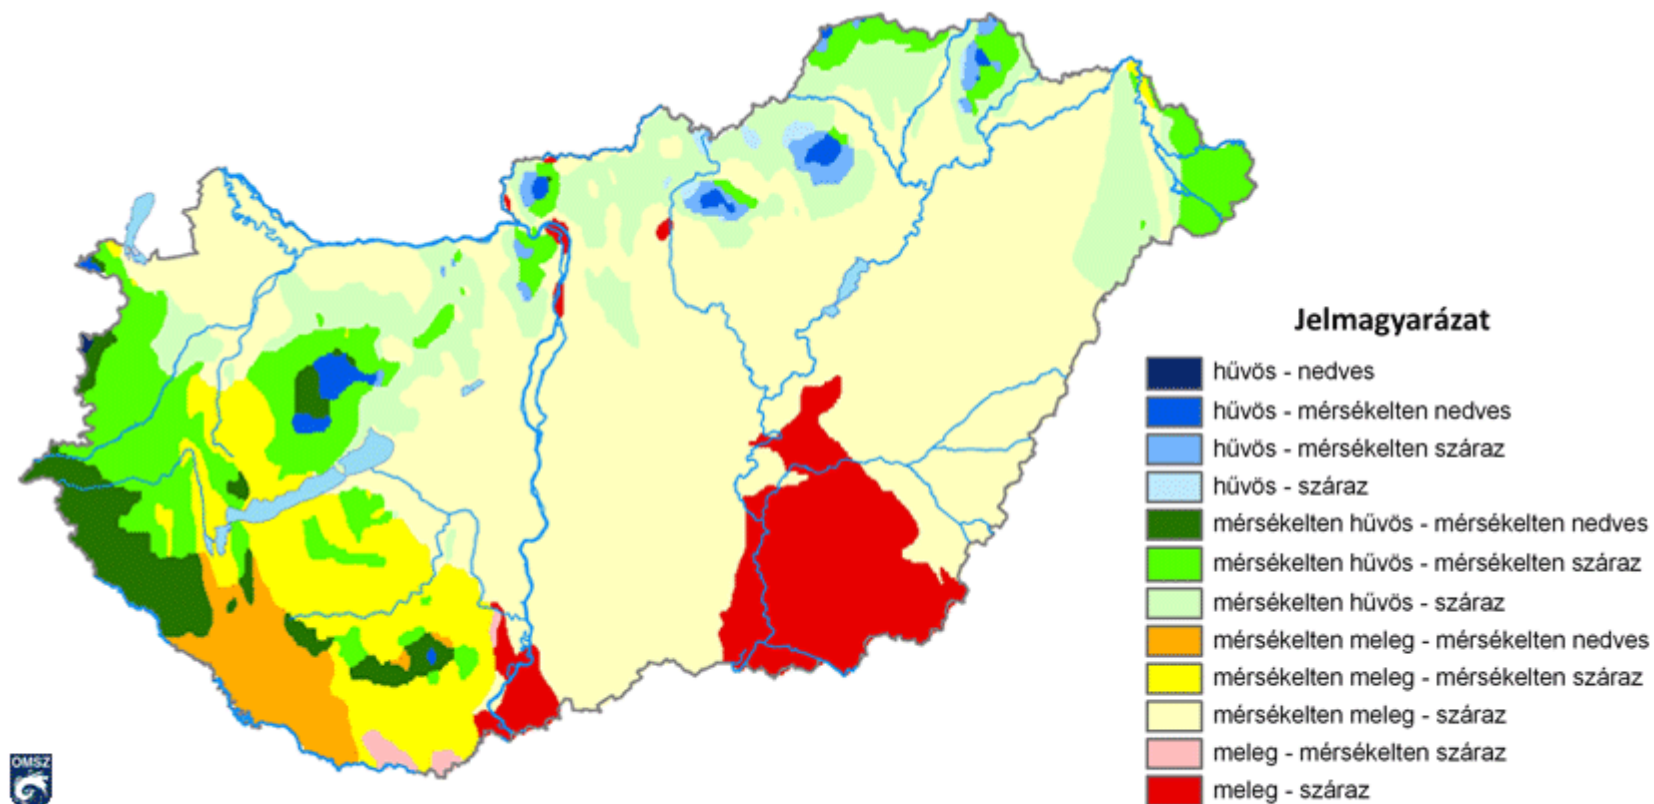 Jelmagyarázat
hűvös - nedves
hűvös - mérsékelten nedves
hűvös - mérsékelten száraz
hűvös - száraz
mérsékelten hűvös - mérsékelten nedves
mérsékelten hűvös - mérsékelten száraz
mérsékelten hűvös - száraz
mérsékelten meleg - mérsékelten nedves
mérsékelten meleg - mérsékelten száraz
mérsékelten meleg - száraz
meleg - mérsékelten száraz
meleg - száraz
OMSZ